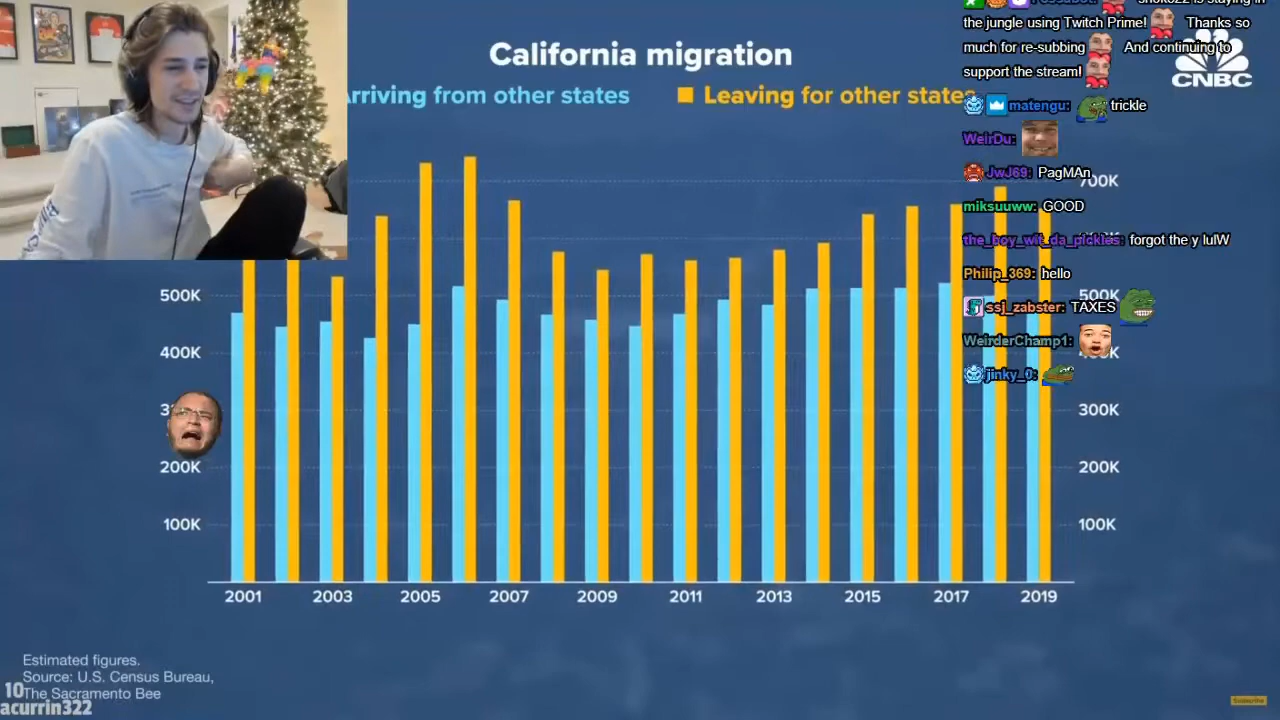 the jungle using Twitch Prime! Thanks so
much for re-subbing And continuing to
support the stream!
California migration
CNBC
rriving from other states
Leaving for other states
matengu: trickle
WeirDu:
JwJ69: PagMAn
700K
miksuuww: GOOD
the_boy_wit_da_pickles: forgot the y lulW
Philip_369: hello
500K
500K
ssj_zabster: TAXES
WeirderChamp1:
400K
jinky_0:
300K
200K
200K
100K
100K
2001 2003 2005 2007 2009 2011 2013 2015 2017 2019
Estimated figures.
Source: U.S. Census Bureau,
The Sacramento Bee
10
acurrin322
Subscribe